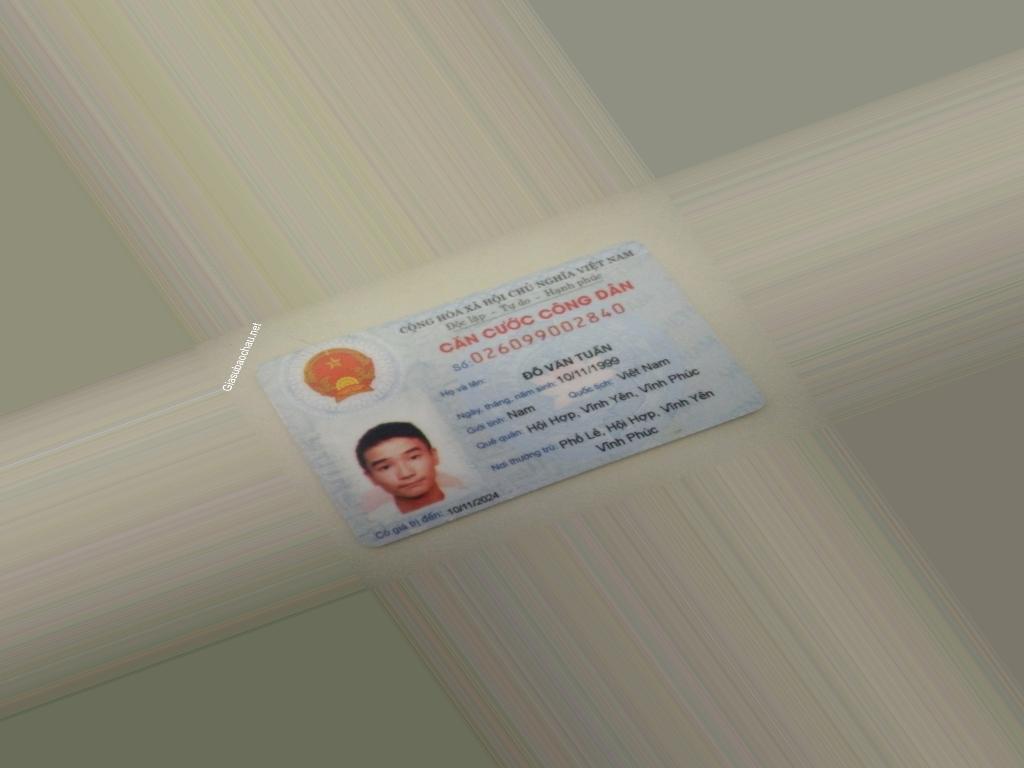 Giasubaochau.net
CỘNG HÒA XÃ HỘI CHỦ NGHĨA VIỆT NAM
Độc lập - Tự do - Hạnh phúc
CĂN CƯỚC CÔNG DÂN
Số: 026099002840
Họ và tên: ĐỖ VĂN TUẤN
Ngày, tháng, năm sinh: 10/11/1999
Giới tính: Nam Quốc tịch: Việt Nam
Quê quán: Hội Hợp, Vĩnh Yên, Vĩnh Phúc
Nơi thường trú: Phố Lẻ, Hội Hợp, Vĩnh Yên
Vĩnh Phúc
Có giá trị đến: 10/11/2024